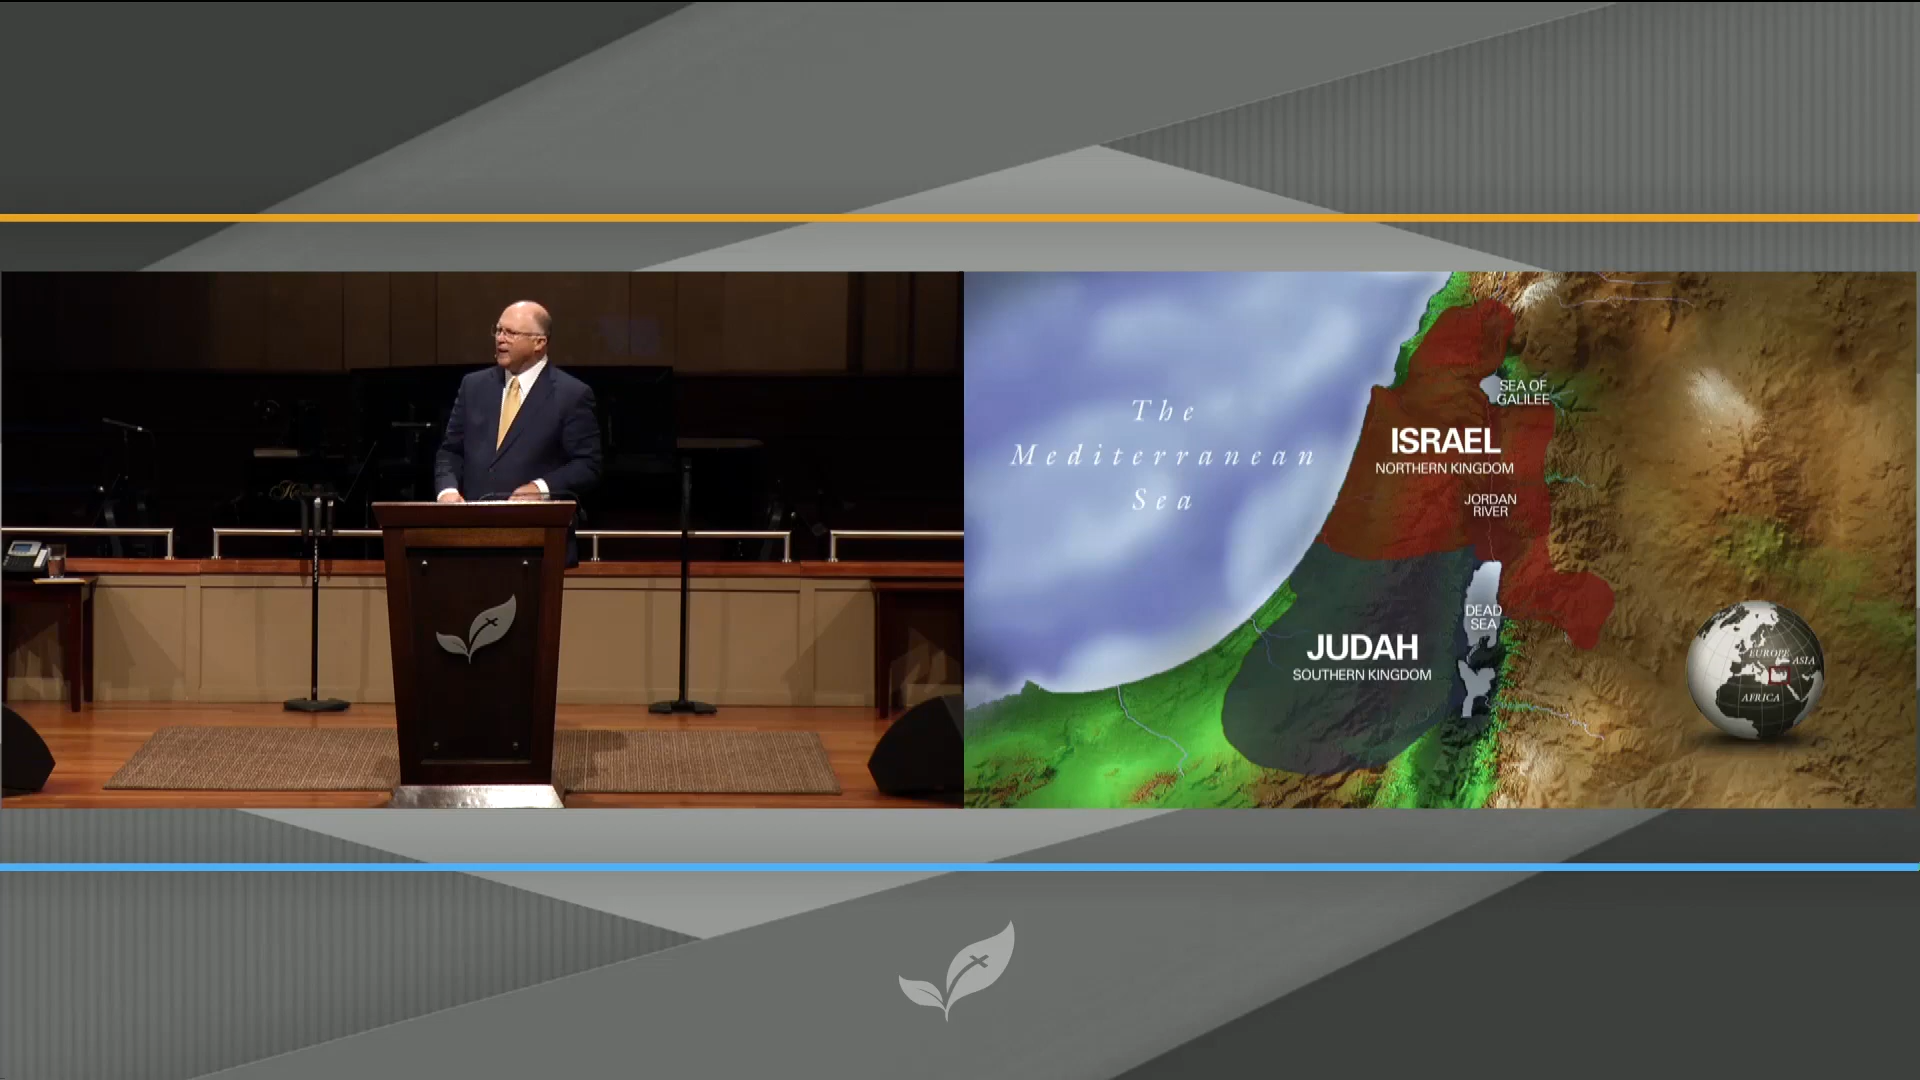 The
Mediterranean
Sea
SEA OF
GALILEE
ISRAEL
NORTHERN KINGDOM
JORDAN
RIVER
DEAD
SEA
JUDAH
SOUTHERN KINGDOM
EUROPE
ASIA
AFRICA